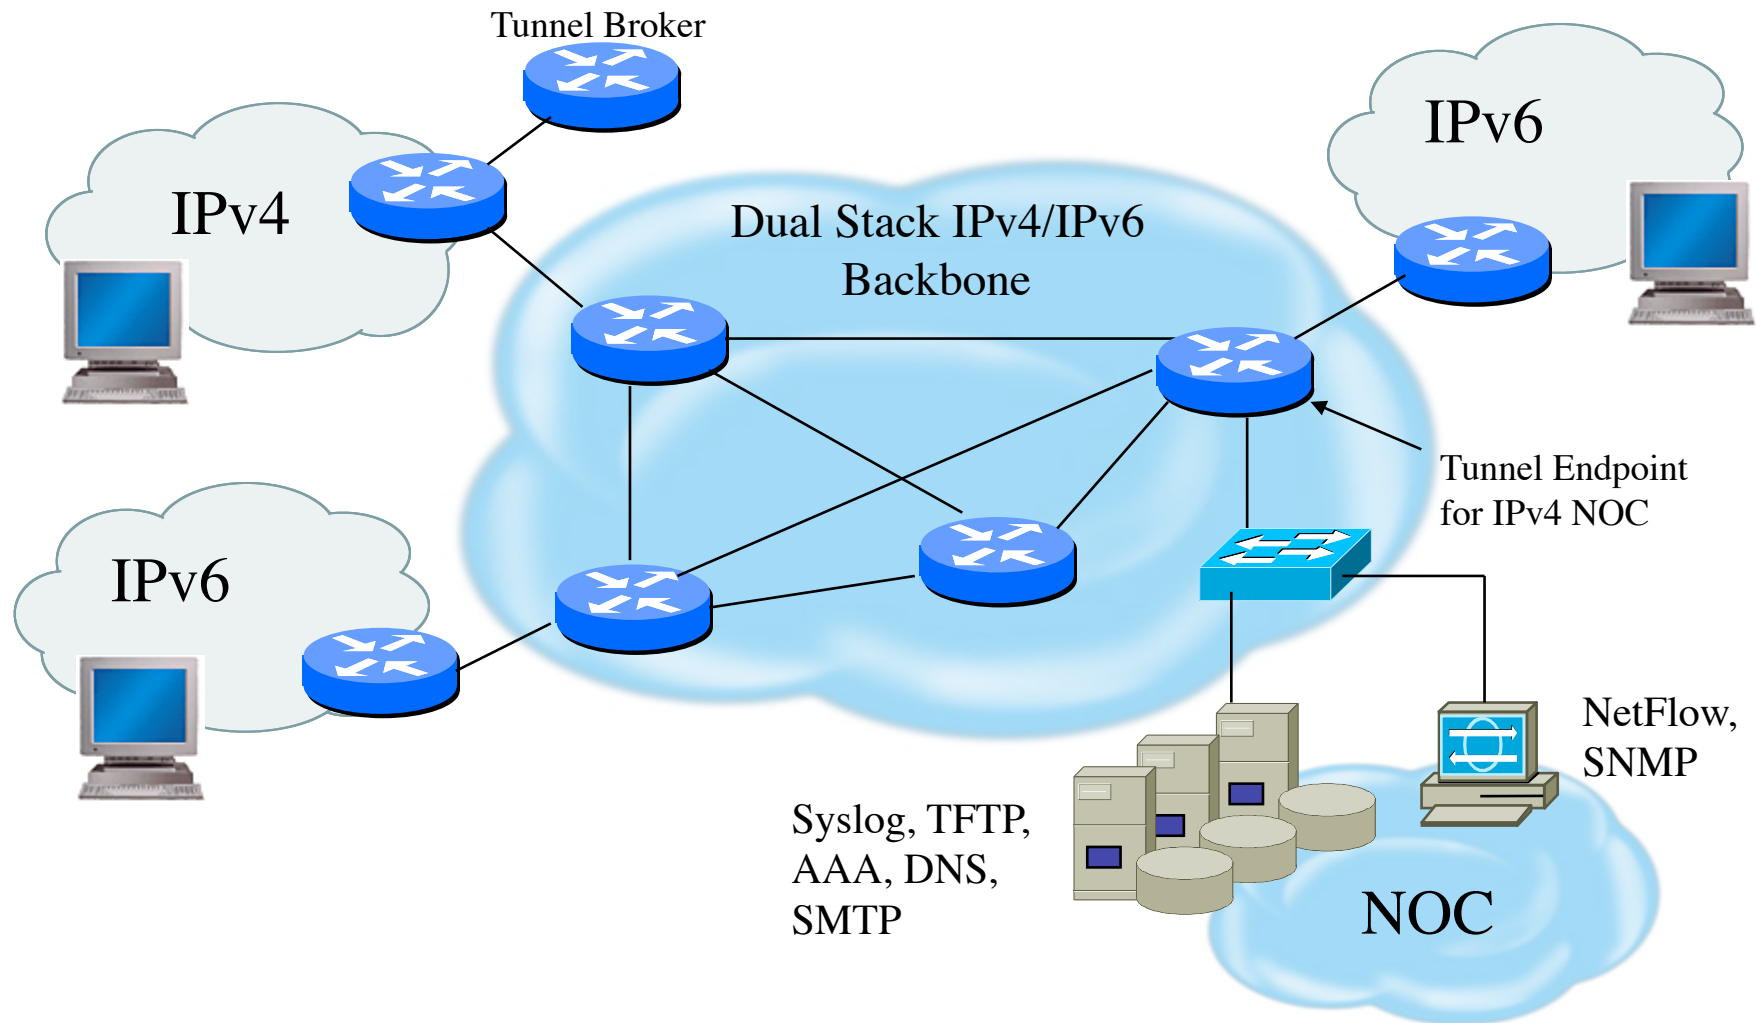 Tunnel Broker
IPv6
IPv4
Dual Stack IPv4/IPv6
Backbone
Tunnel Endpoint
for IPv4 NOC
IPv6
NetFlow,
SNMP
Syslog, TFTP,
AAA, DNS,
SMTP
NOC